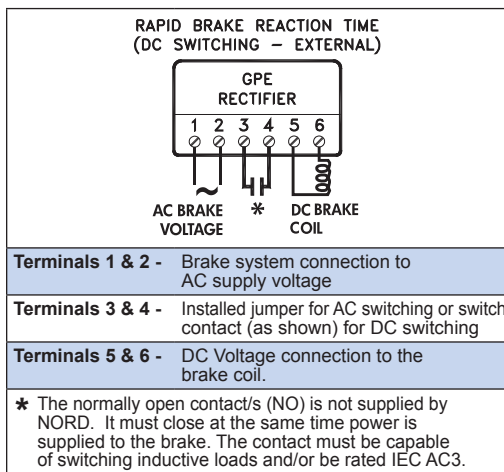 RAPID BRAKE REACTION TIME
(DC SWITCHING – EXTERNAL)
GPE
RECTIFIER
1 2 3 4 5 6
~ * 
AC BRAKE
VOLTAGE
DC BRAKE
COIL
Terminals 1 & 2 - Brake system connection to
AC supply voltage
Terminals 3 & 4 - Installed jumper for AC switching or switch
contact (as shown) for DC switching
Terminals 5 & 6 - DC Voltage connection to the
brake coil.
* The normally open contact/s (NO) is not supplied by
NORD. It must close at the same time power is
supplied to the brake. The contact must be capable
of switching inductive loads and/or be rated IEC AC3.